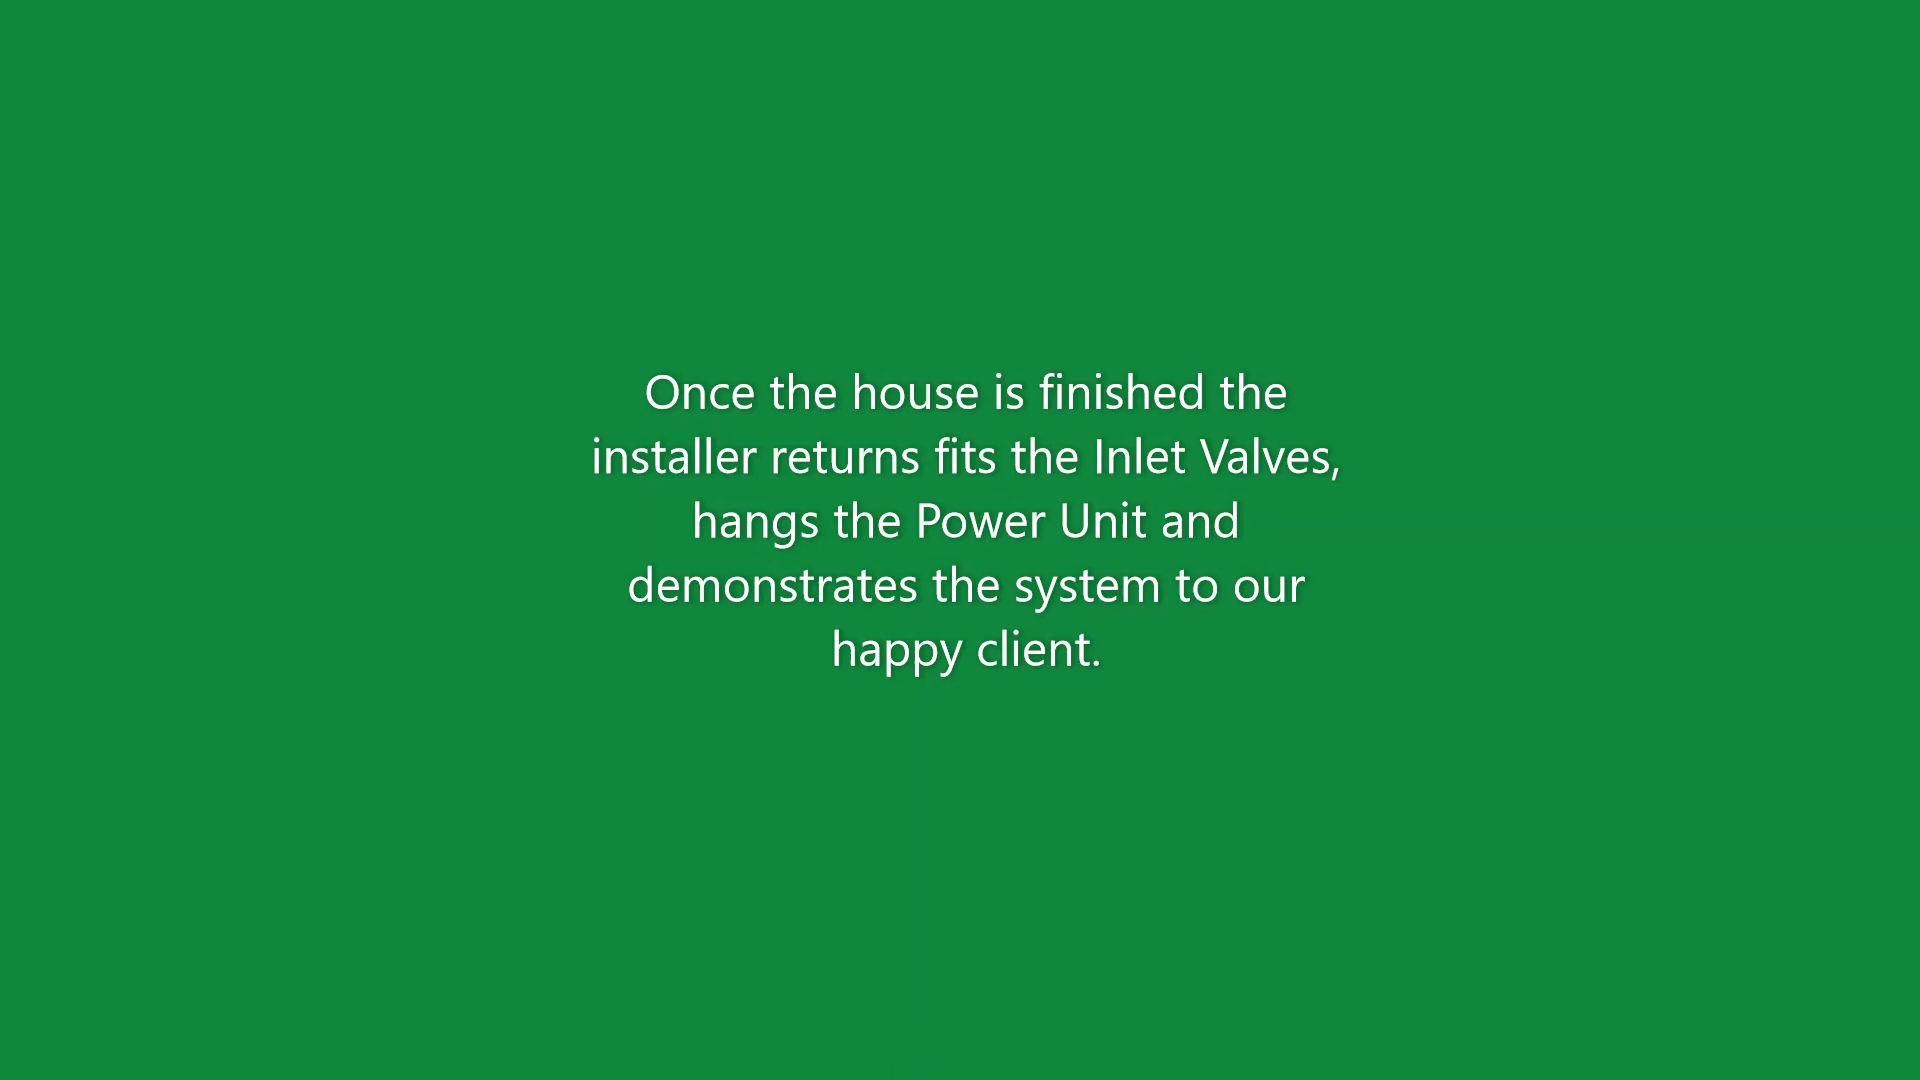 Once the house is finished the
installer returns fits the Inlet Valves,
hangs the Power Unit and
demonstrates the system to our
happy client.